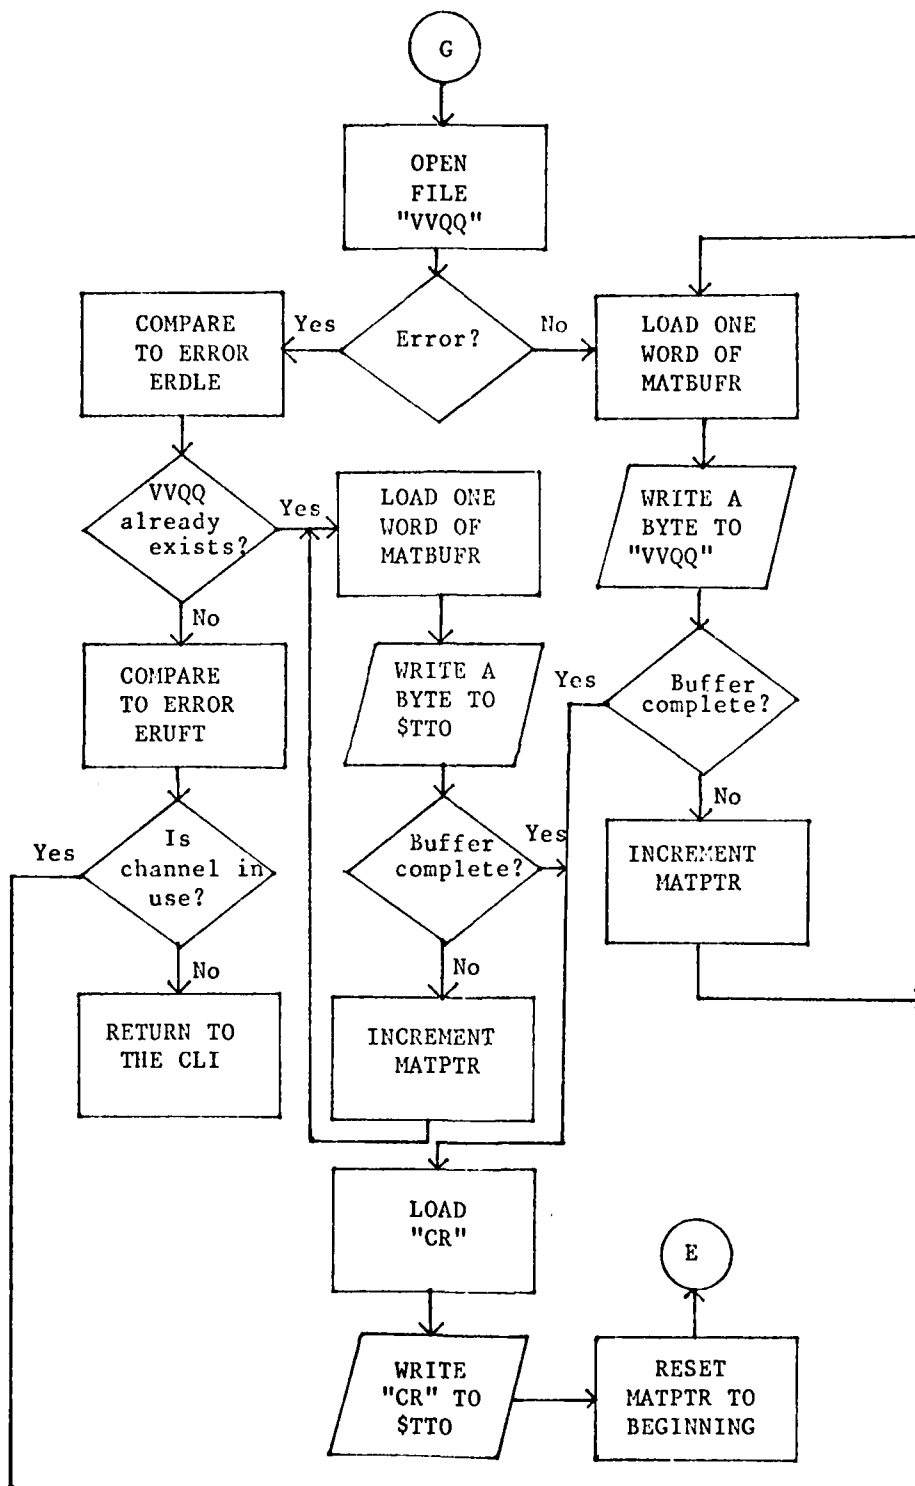 G
OPEN
FILE
"VVQQ"
Error?
Yes
No
COMPARE
TO ERROR
ERDLE
LOAD ONE
WORD OF
MATBUFR
VVQQ
already
exists?
Yes
No
LOAD ONE
WORD OF
MATBUFR
WRITE A
BYTE TO
"VVQQ"
COMPARE
TO ERROR
ERUFT
WRITE A
BYTE TO
$TTO
Yes
Buffer
complete?
No
Yes
Is
channel in
use?
No
Buffer
complete?
Yes
No
INCREMENT
MATPTR
RETURN TO
THE CLI
INCREMENT
MATPTR
LOAD
"CR"
E
WRITE
"CR" TO
$TTO
RESET
MATPTR TO
BEGINNING